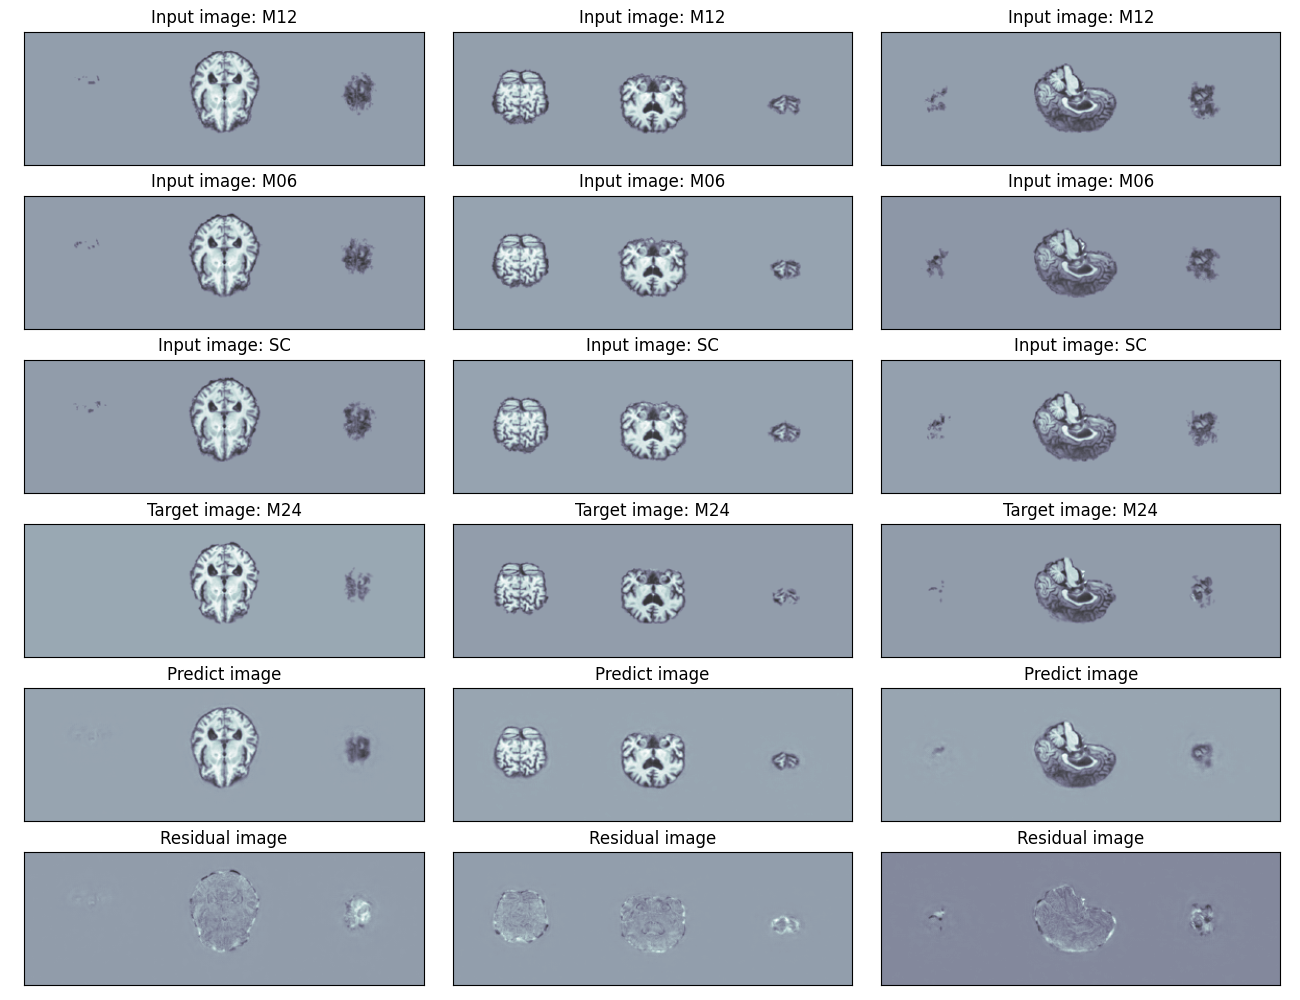 Input image: M12 Input image: M12 Input image: M12
Input image: M06 Input image: M06 Input image: M06
Input image: SC Input image: SC Input image: SC
Target image: M24 Target image: M24 Target image: M24
Predict image Predict image Predict image
Residual image Residual image Residual image